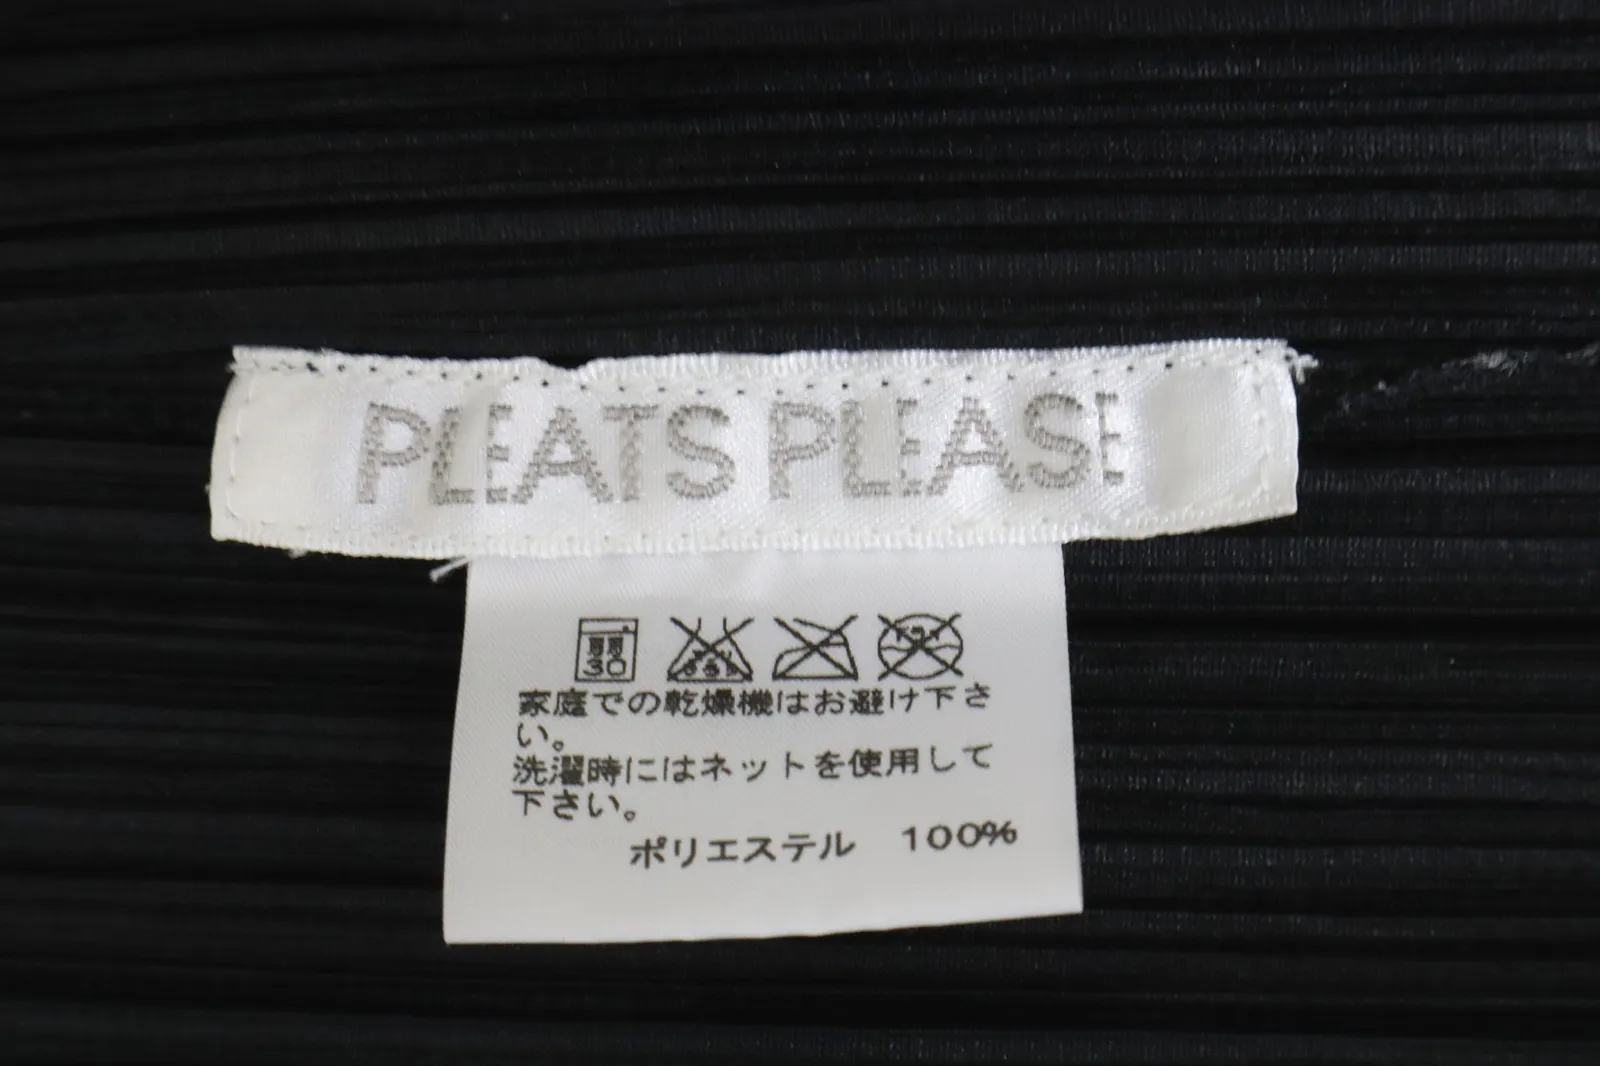 PLEATS PLEASE
30
家庭での乾燥機はお避け下さ
い。
洗濯時にはネットを使用して
下さい。
ポリエステル 100%